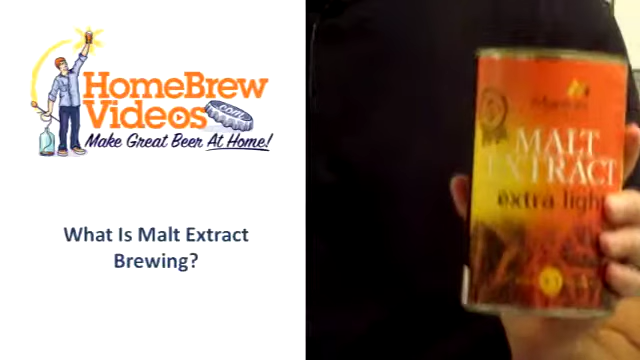 HomeBrew
Videos
.com
Make Great Beer At Home!
What Is Malt Extract
Brewing?
MALT
EXTRACT
extra light